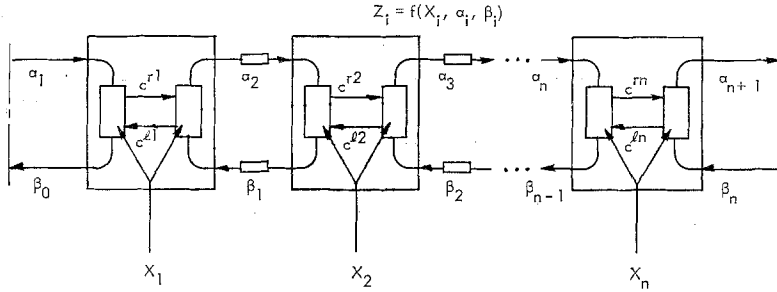 Z_i = f(X_i, α_i, β_i)
α_1 α_2 α_3 ... α_n α_{n+1}
c^{r1} c^{r2} c^{rn}
c^{ℓ1} c^{ℓ2} c^{ℓn}
β_0 β_1 β_2 ... β_{n-1} β_n
X_1 X_2 X_n